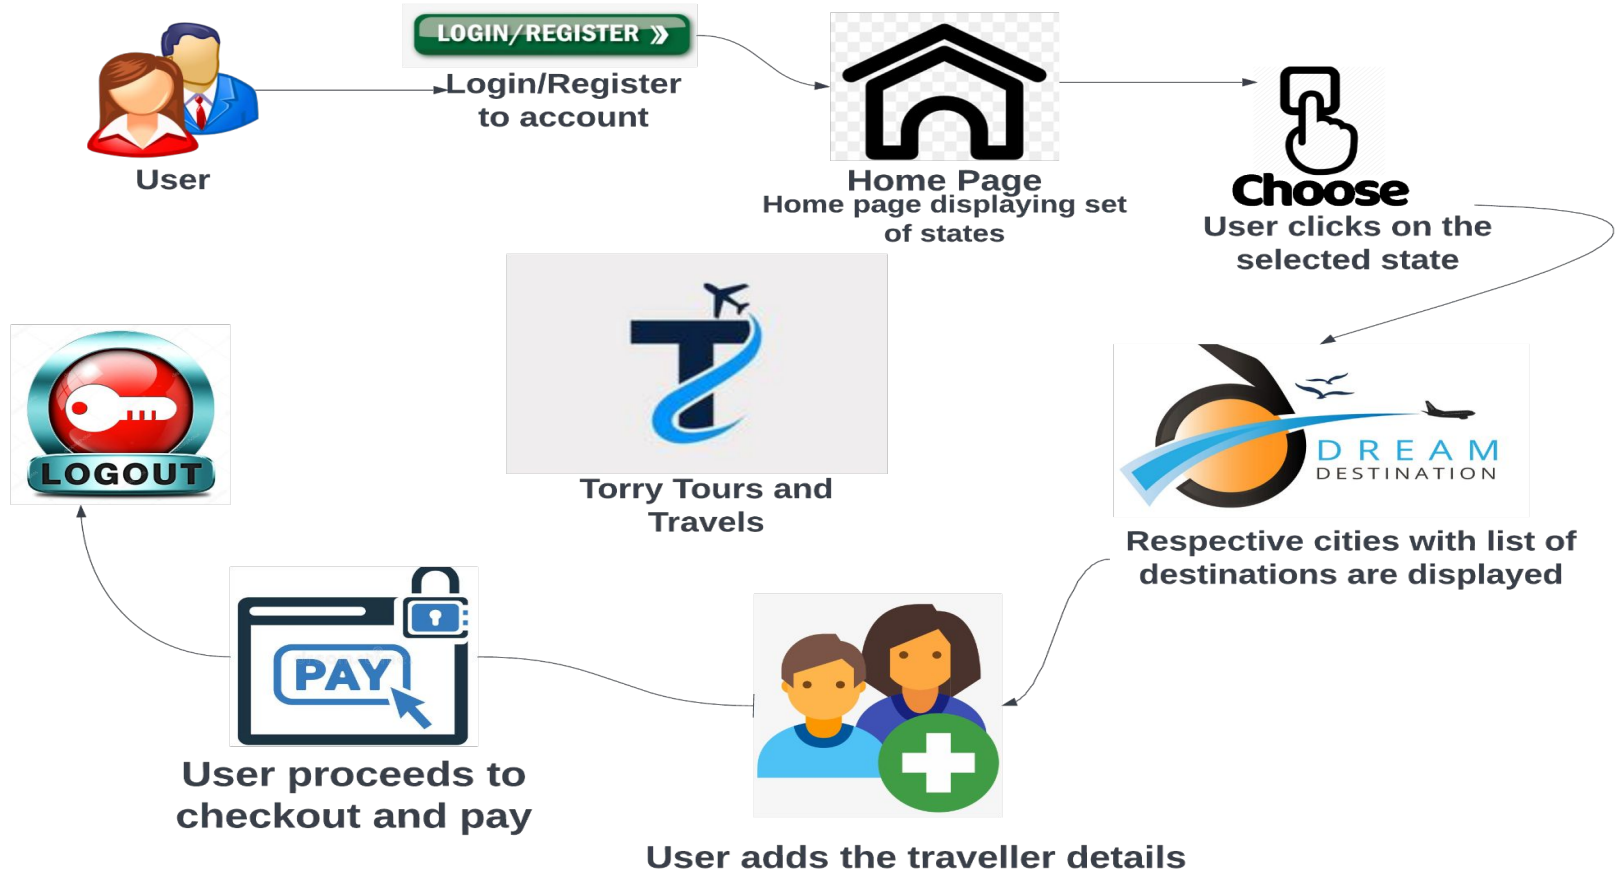 LOGIN/REGISTER »
Login/Register
to account
User
Home Page
Home page displaying set
of states
Choose
User clicks on the
selected state
Torry Tours and
Travels
LOGOUT
DREAM
DESTINATION
Respective cities with list of
destinations are displayed
PAY
User proceeds to
checkout and pay
User adds the traveller details